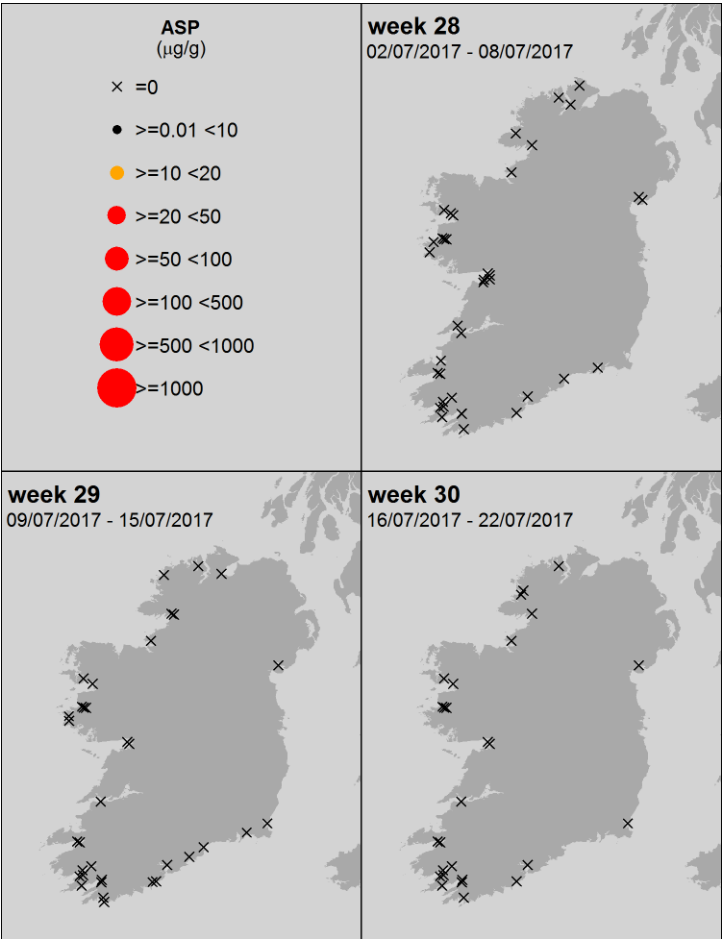 ASP
(µg/g)
=0
>=0.01 <10
>=10 <20
>=20 <50
>=50 <100
>=100 <500
>=500 <1000
>=1000
week 28
02/07/2017 - 08/07/2017
week 29
09/07/2017 - 15/07/2017
week 30
16/07/2017 - 22/07/2017